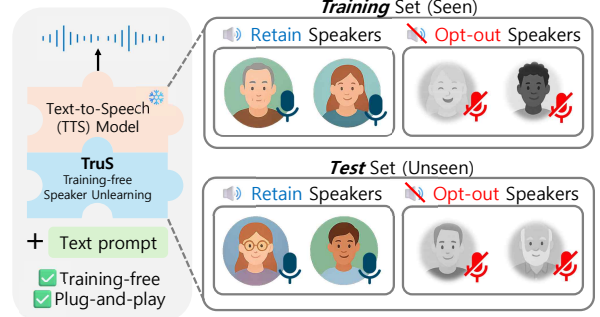 Training Set (Seen)
Retain Speakers
Opt-out Speakers
Text-to-Speech
(TTS) Model
TruS
Training-free
Speaker Unlearning
+ Text prompt
Training-free
Plug-and-play
Test Set (Unseen)
Retain Speakers
Opt-out Speakers